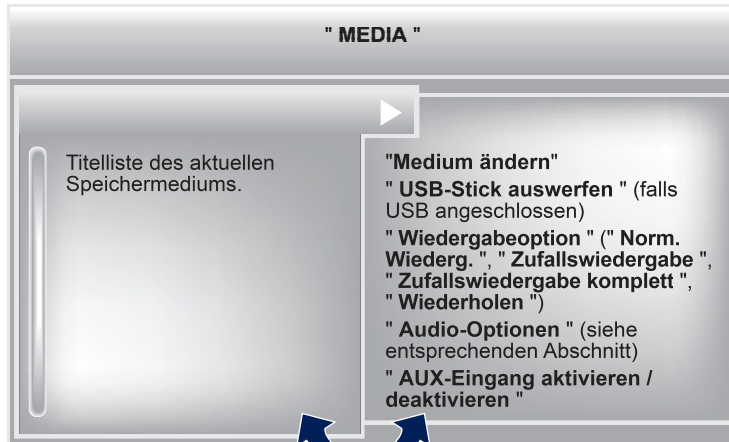 " MEDIA "
Titelliste des aktuellen
Speichermediums.
"Medium ändern"
" USB-Stick auswerfen " (falls
USB angeschlossen)
" Wiedergabeoption " (" Norm.
Wiederg. ", " Zufallswiedergabe ",
" Zufallswiedergabe komplett ",
" Wiederholen ")
" Audio-Optionen " (siehe
entsprechenden Abschnitt)
" AUX-Eingang aktivieren /
deaktivieren "